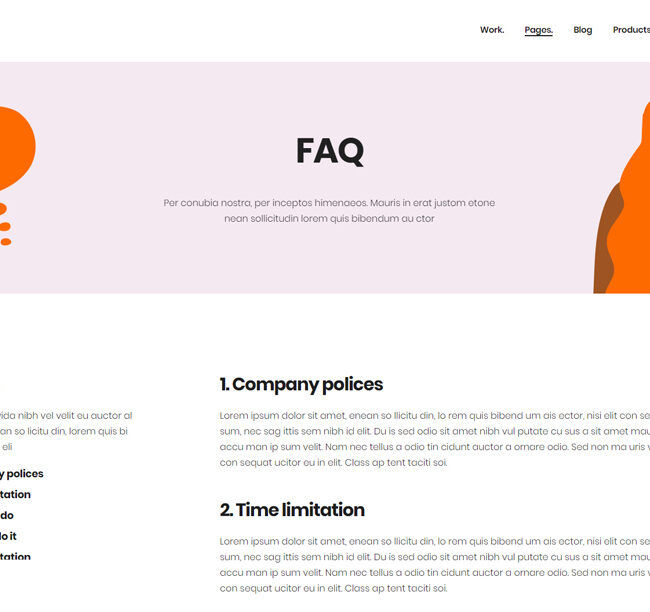 Work. Pages. Blog Products
FAQ
Per conubia nostra, per inceptos himenaeos. Mauris in erat justom etone
nean sollicitudin lorem quis bibendum au ctor
vida nibh vel velit eu auctor al
an so licitu din, lorem quis bi
eli
y polices
tation
do
lo it
tation
1. Company polices
Lorem ipsum dolor sit amet, enean so llicitu din, lo rem quis bibend um ais ector, nisi elit con se
sum, nec sag ittis sem nibh id elit. Du is sed odio sit amet nibh vul putate cu sus a sit amet mau
accu man ip sum velit. Nam nec tellus a odio tin cidunt auctor a ornare odio. Sed non ma uris v
con sequat ucitor eu in elit. Class ap tent taciti soi.
2. Time limitation
Lorem ipsum dolor sit amet, enean so llicitu din, lo rem quis bibend um ais ector, nisi elit con se
sum, nec sag ittis sem nibh id elit. Du is sed odio sit amet nibh vul putate cu sus a sit amet mau
accu man ip sum velit. Nam nec tellus a odio tin cidunt auctor a ornare odio. Sed non ma uris v
con sequat ucitor eu in elit. Class ap tent taciti soi.